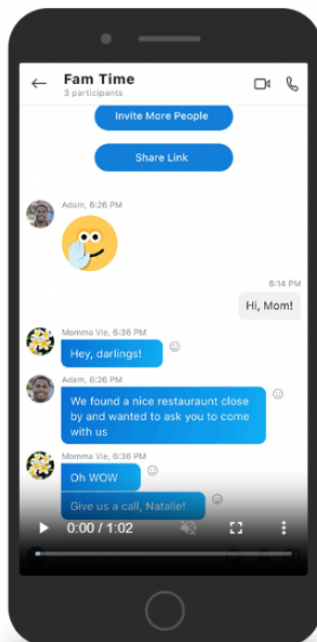 Fam Time
3 participants
Invite More People
Share Link
Adam, 6:26 PM
6:14 PM
Hi, Mom!
Momma Vie, 6:36 PM
Hey, darlings!
Adam, 6:26 PM
We found a nice restauraunt close
by and wanted to ask you to come
with us
Momma Vie, 6:36 PM
Oh WOW
Give us a call, Natalie!
0:00 / 1:02